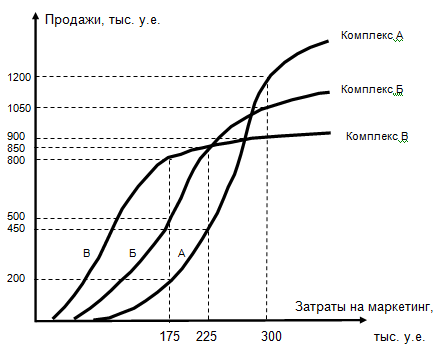 Продажи, тыс. у.е.
Комплекс А
1200
Комплекс Б
1050
900
Комплекс В
850
800
500
450
В Б А
200
Затраты на маркетинг,
175 225 300 тыс. у.е.